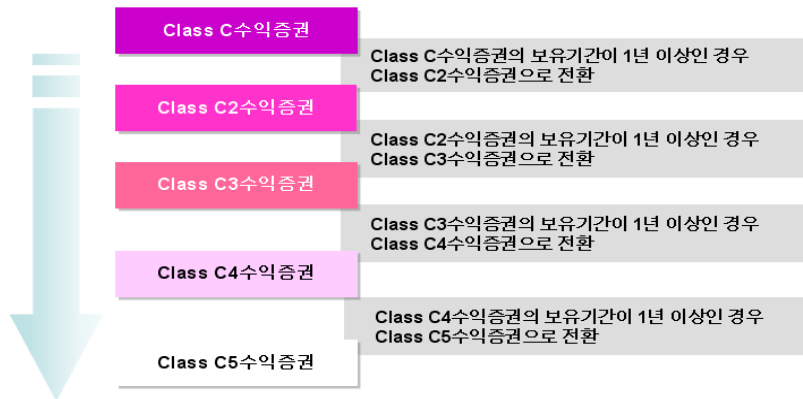 Class C수익증권
Class C수익증권의 보유기간이 1년 이상인 경우
Class C2수익증권으로 전환
Class C2수익증권
Class C2수익증권의 보유기간이 1년 이상인 경우
Class C3수익증권으로 전환
Class C3수익증권
Class C3수익증권의 보유기간이 1년 이상인 경우
Class C4수익증권으로 전환
Class C4수익증권
Class C4수익증권의 보유기간이 1년 이상인 경우
Class C5수익증권으로 전환
Class C5수익증권